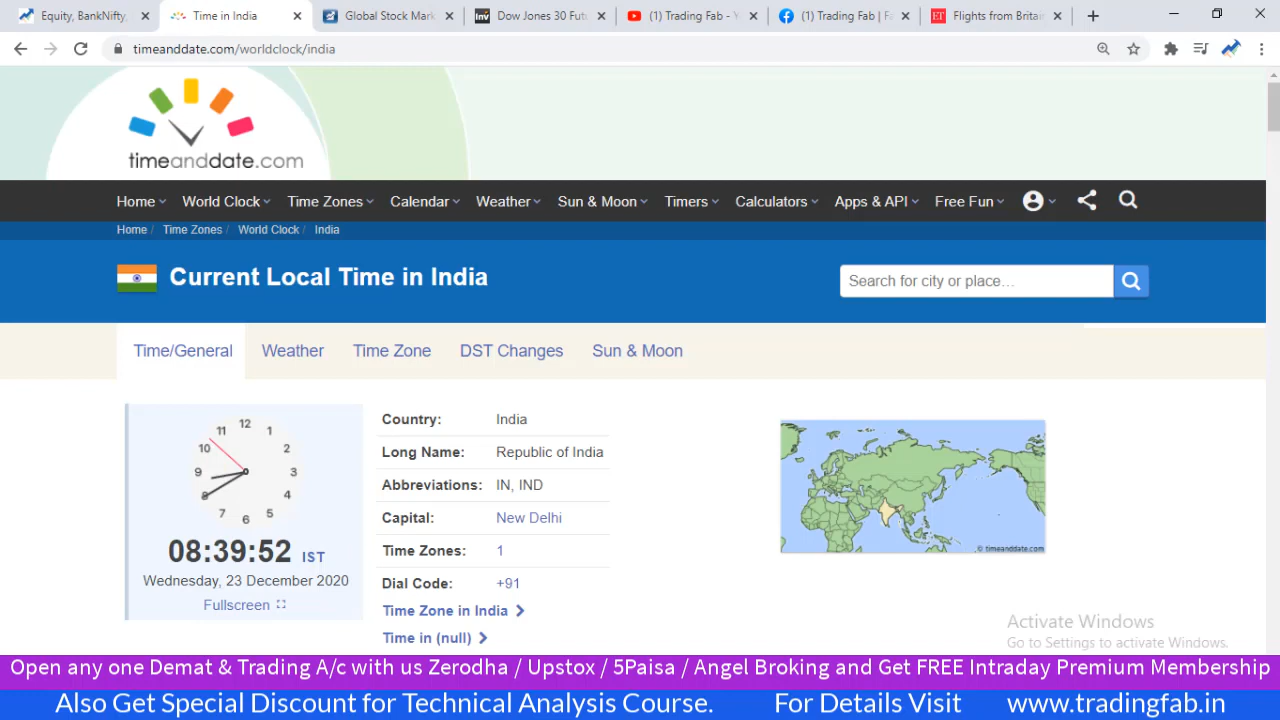 Equity, BankNifty,
Time in India
Global Stock Mark
Dow Jones 30 Futu
(1) Trading Fab - Y
(1) Trading Fab | Fa
ET
Flights from Britai
Inv
timeanddate.com/worldclock/india
timeanddate.com
Home World Clock Time Zones Calendar Weather Sun & Moon Timers Calculators Apps & API Free Fun
Home / Time Zones / World Clock / India
Current Local Time in India
Search for city or place…
Time/General Weather Time Zone DST Changes Sun & Moon
12
11 1
10 2
9 3
8 4
7 5
6
08:39:52 IST
Wednesday, 23 December 2020
Fullscreen
Country: India
Long Name: Republic of India
Abbreviations: IN, IND
Capital: New Delhi
Time Zones: 1
Dial Code: +91
Time Zone in India
Time in (null)
© timeanddate.com
Activate Windows
Go to Settings to activate Windows.
Open any one Demat & Trading A/c with us Zerodha / Upstox / 5Paisa / Angel Broking and Get FREE Intraday Premium Membership
Also Get Special Discount for Technical Analysis Course. For Details Visit www.tradingfab.in